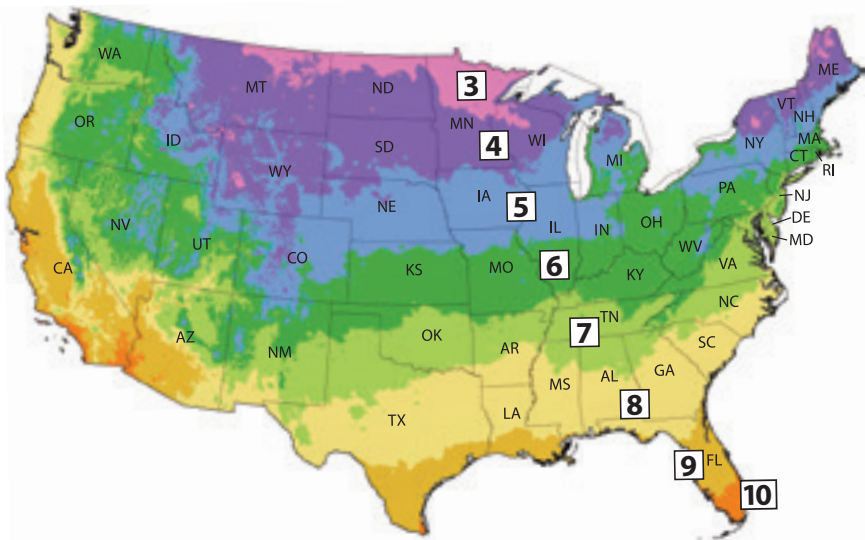 WA
MT
ND
3
ME
VT
OR
ID
MN
WI
NH
4
NY
MA
SD
WY
MI
CT
RI
PA
NJ
NE
IA
5
IL
IN
OH
DE
NV
UT
CO
WV
MD
CA
KS
MO
6
KY
VA
NC
AZ
NM
OK
AR
7
TN
SC
MS
AL
GA
TX
LA
8
9
FL
10